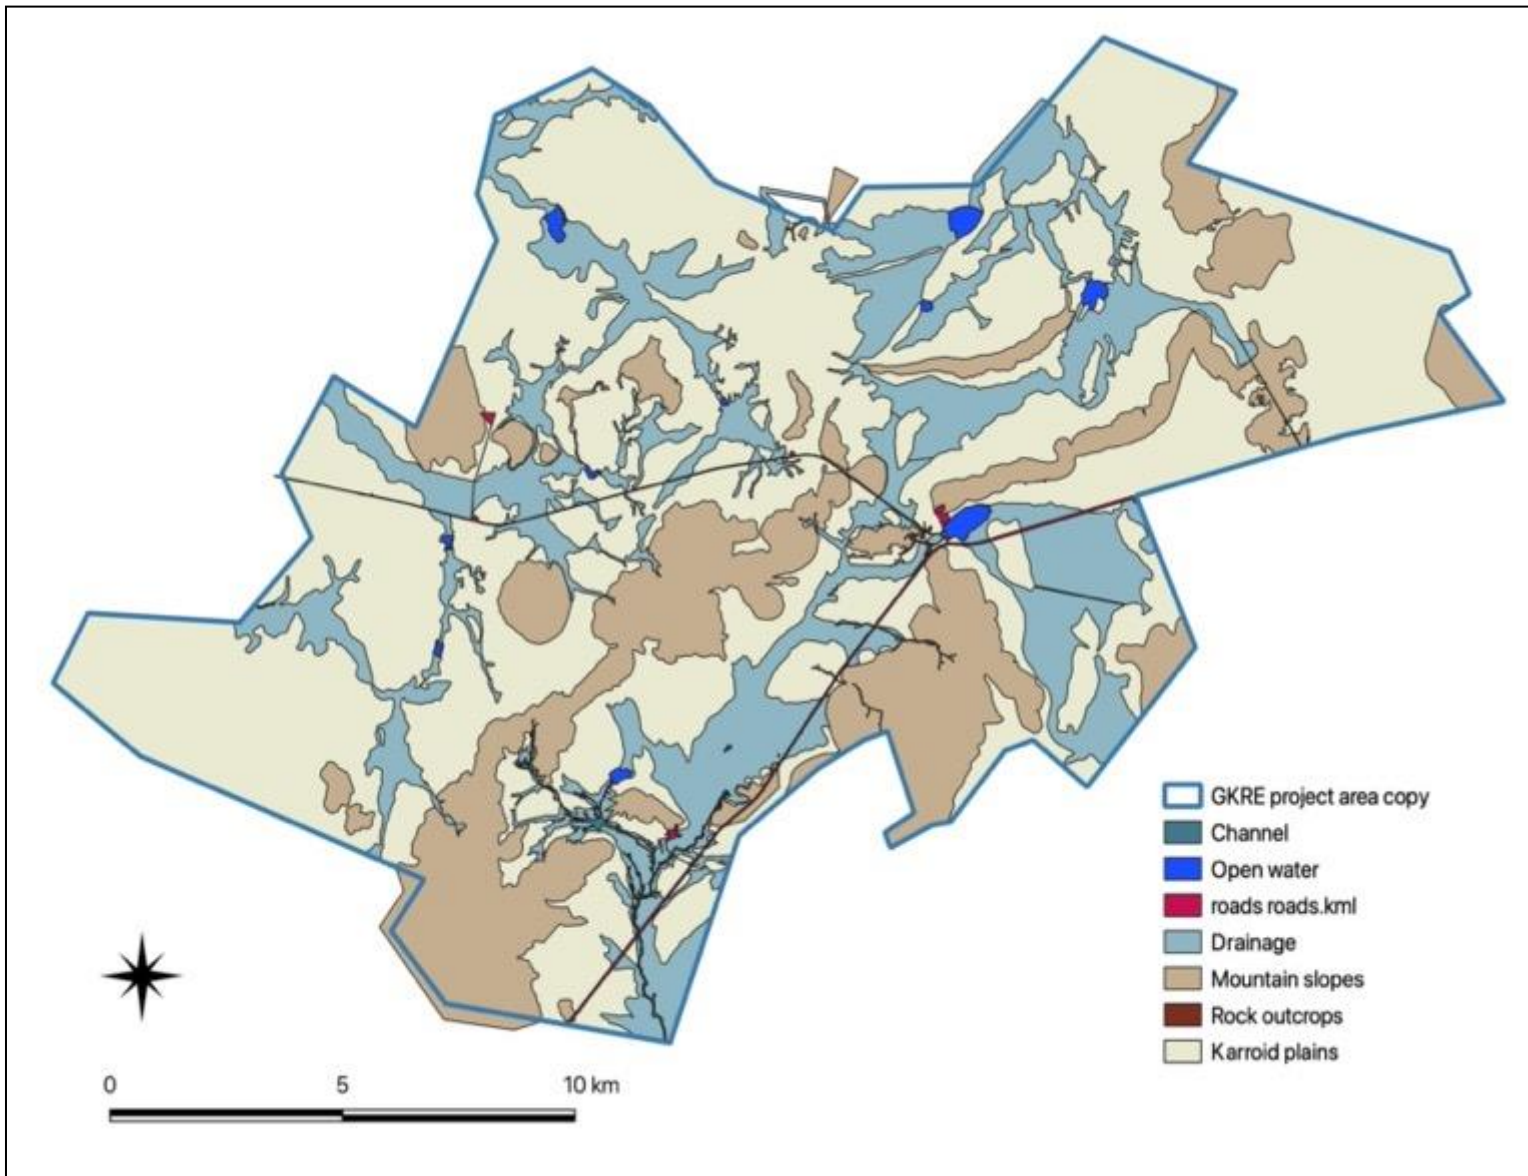 GKRE project area copy
Channel
Open water
roads roads.kml
Drainage
Mountain slopes
Rock outcrops
Karroid plains
0 5 10 km